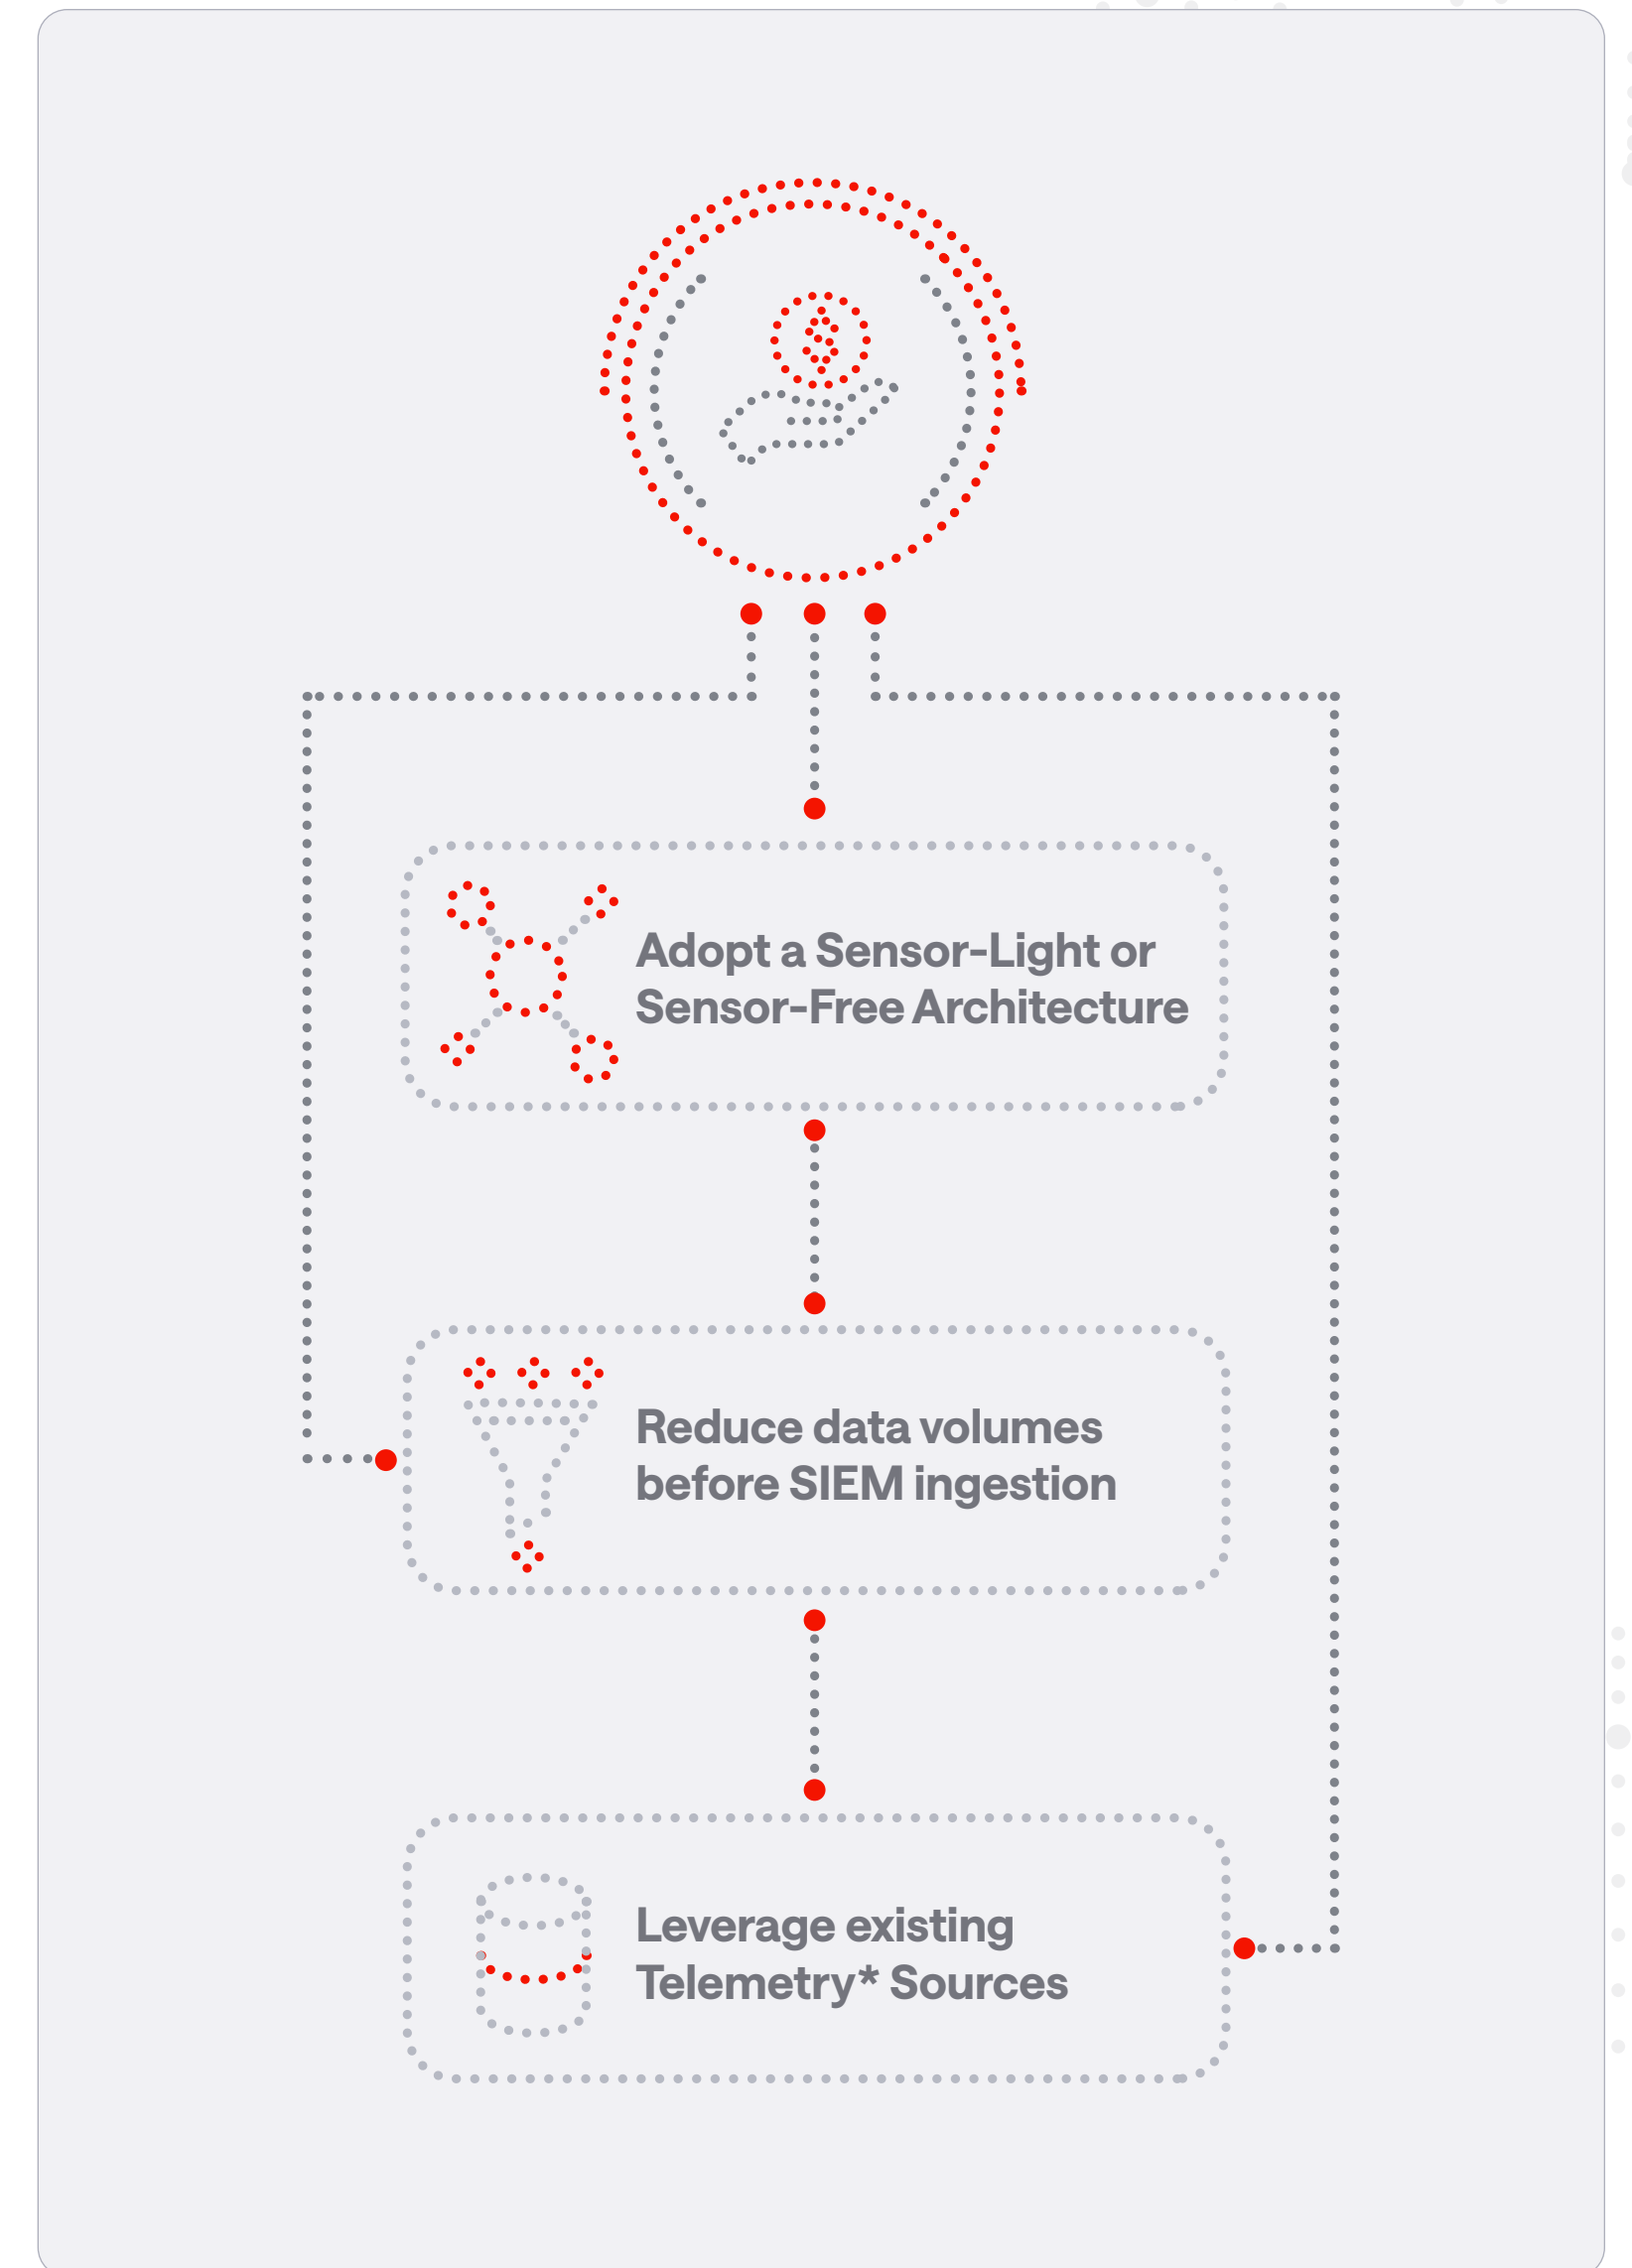 Adopt a Sensor-Light or
Sensor-Free Architecture
Reduce data volumes
before SIEM ingestion
Leverage existing
Telemetry* Sources